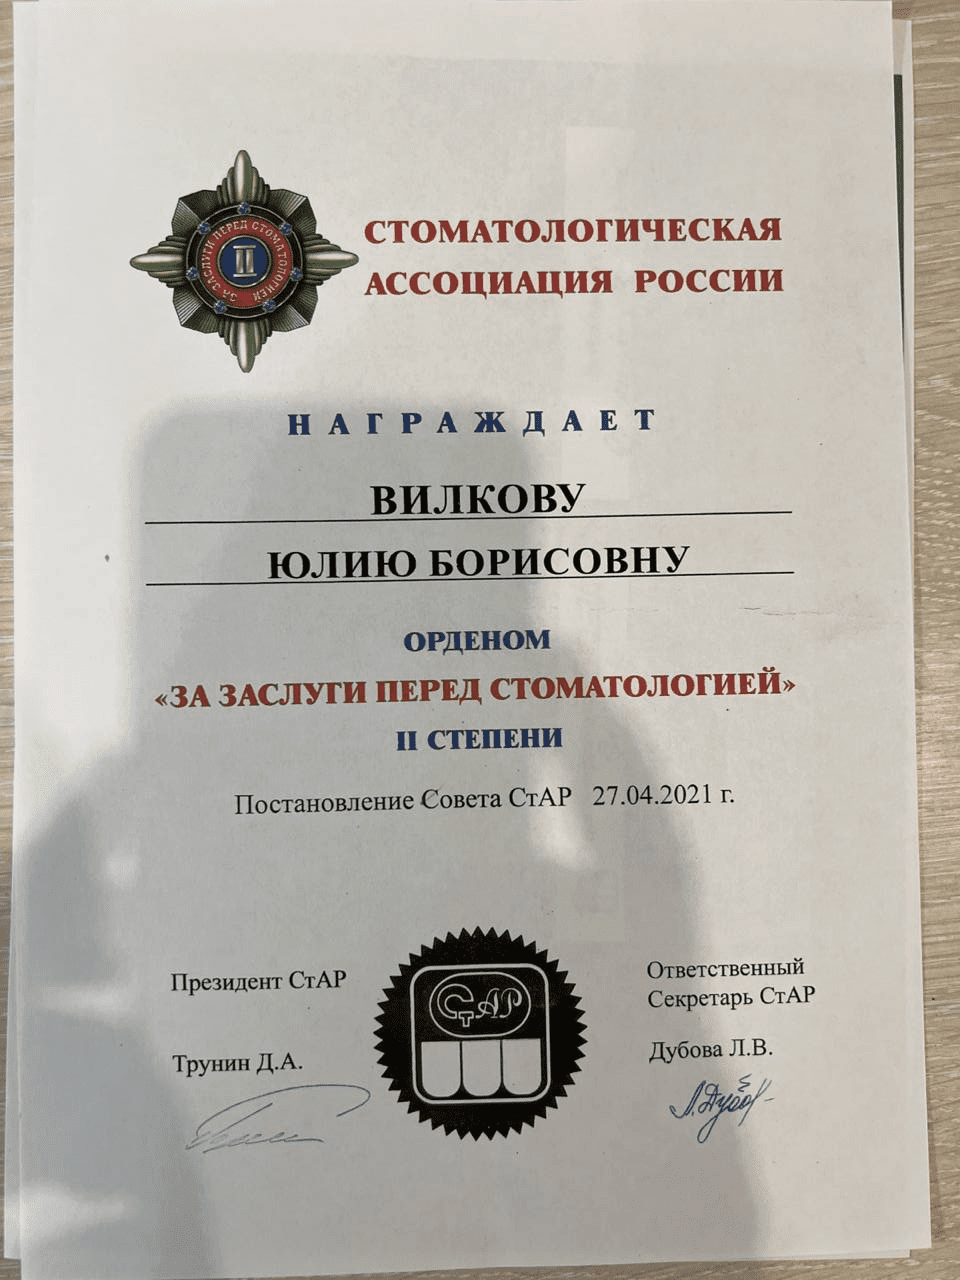 ЗА ЗАСЛУГИ ПЕРЕД СТОМАТОЛОГИЕЙ
II
СТОМАТОЛОГИЧЕСКАЯ
АССОЦИАЦИЯ РОССИИ
НАГРАЖДАЕТ
ВИЛКОВУ
ЮЛИЮ БОРИСОВНУ
ОРДЕНОМ
«ЗА ЗАСЛУГИ ПЕРЕД СТОМАТОЛОГИЕЙ»
II СТЕПЕНИ
Постановление Совета СтАР 27.04.2021 г.
Президент СтАР
Трунин Д.А.
СтАР
Ответственный
Секретарь СтАР
Дубова Л.В.
Л.Дубов